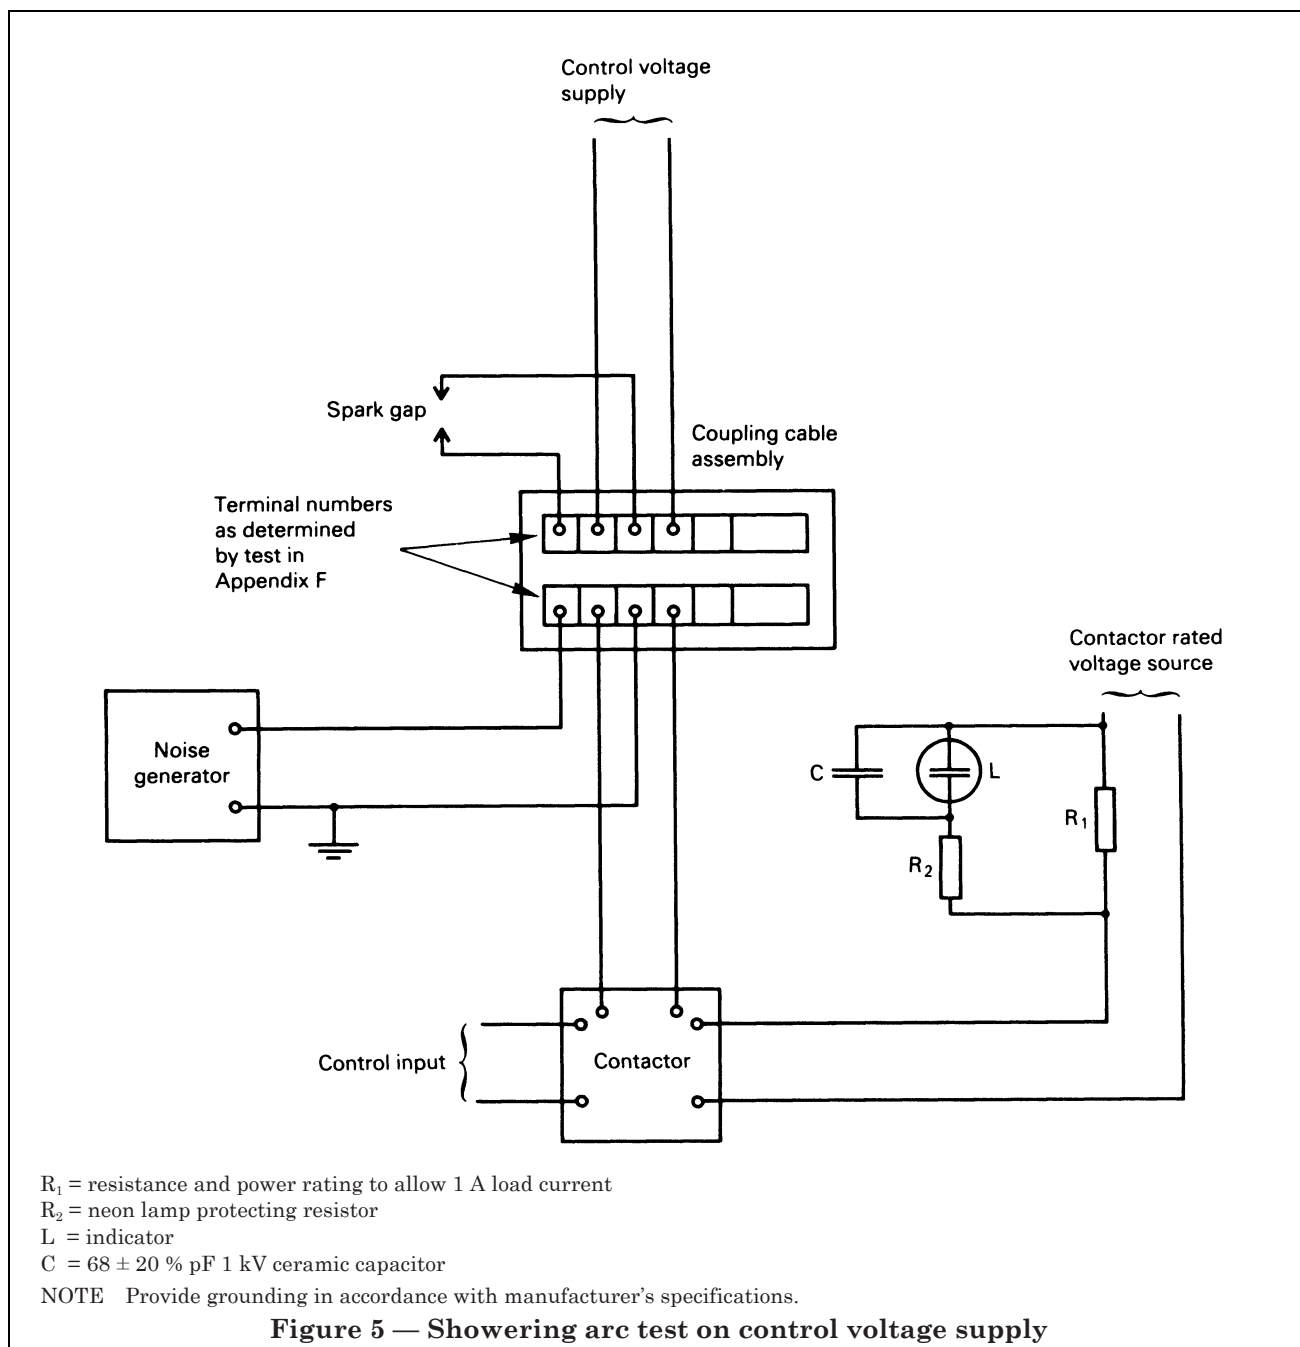 Control voltage
supply
Spark gap
Coupling cable
assembly
Terminal numbers
as determined
by test in
Appendix F
Contactor rated
voltage source
Noise
generator
C
L
R₁
R₂
Control input
Contactor
R₁ = resistance and power rating to allow 1 A load current
R₂ = neon lamp protecting resistor
L = indicator
C = 68 ± 20 % pF 1 kV ceramic capacitor
NOTE Provide grounding in accordance with manufacturer’s specifications.
Figure 5 — Showering arc test on control voltage supply